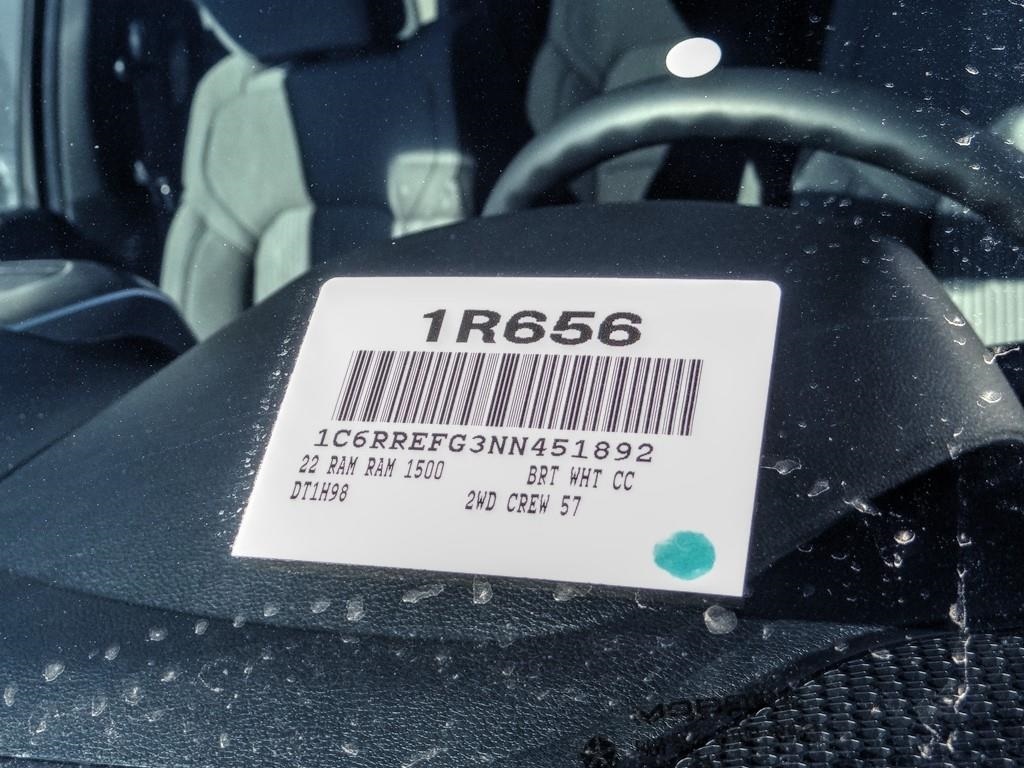 1R656
1C6RREFG3NN451892
22 RAM RAM 1500 BRT WHT CC
DT1H98 2WD CREW 57